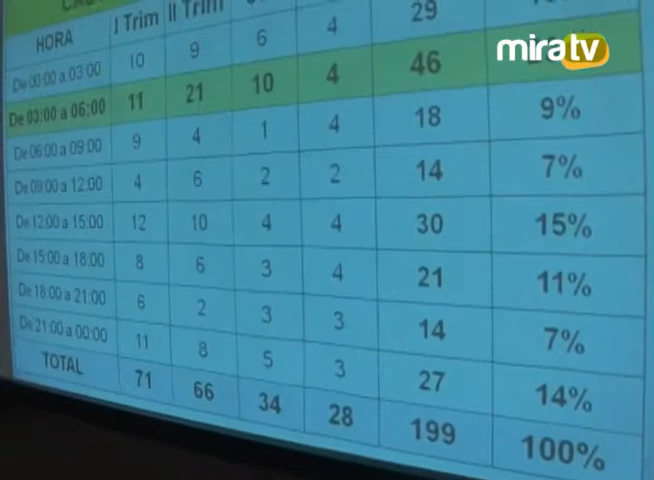 HORA I Trim II Trim
De 00:00 a 03:00 10 9 6 4 29
De 03:00 a 06:00 11 21 10 4 46
De 06:00 a 09:00 9 4 1 4 18 9%
De 09:00 a 12:00 4 6 2 2 14 7%
De 12:00 a 15:00 12 10 4 4 30 15%
De 15:00 a 18:00 8 6 3 4 21 11%
De 18:00 a 21:00 6 2 3 3 14 7%
De 21:00 a 00:00 11 8 5 3 27 14%
TOTAL 71 66 34 28 199 100%
miratv